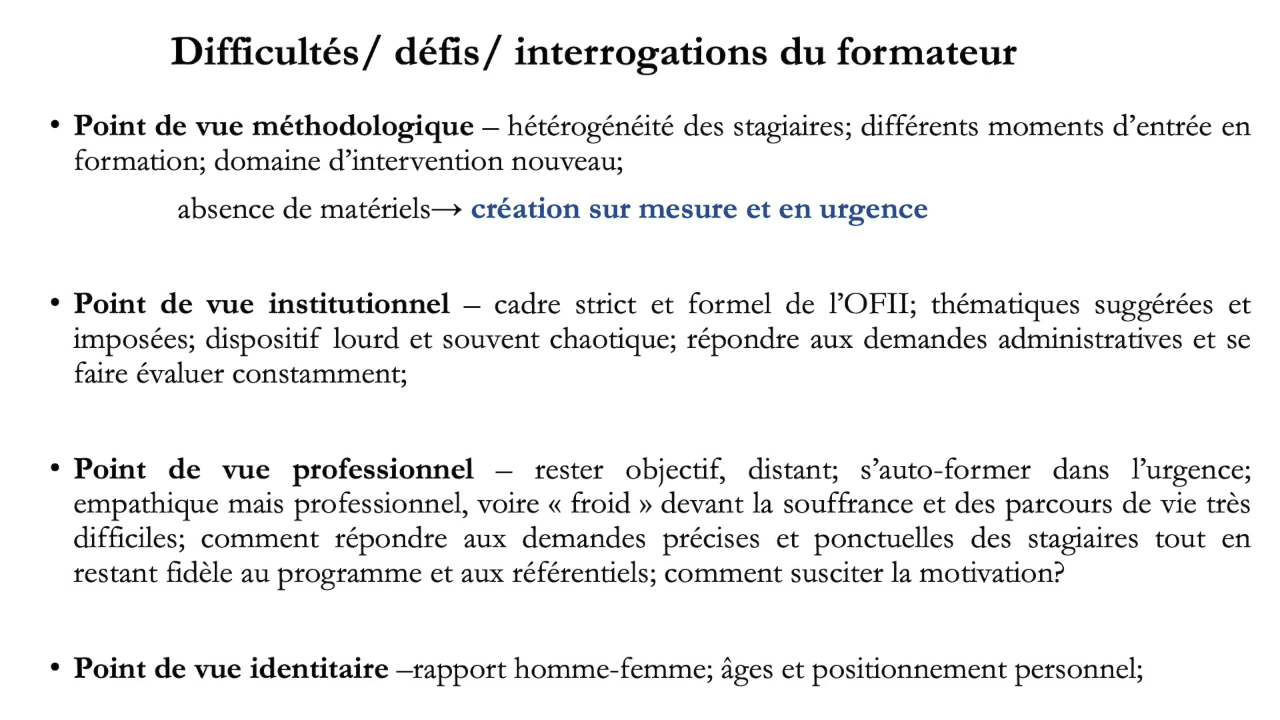 Difficultés/ défis/ interrogations du formateur
• Point de vue méthodologique – hétérogénéité des stagiaires; différents moments d’entrée en
formation; domaine d’intervention nouveau;
absence de matériels→ création sur mesure et en urgence
• Point de vue institutionnel – cadre strict et formel de l’OFII; thématiques suggérées et
imposées; dispositif lourd et souvent chaotique; répondre aux demandes administratives et se
faire évaluer constamment;
• Point de vue professionnel – rester objectif, distant; s’auto-former dans l’urgence;
empathique mais professionnel, voire « froid » devant la souffrance et des parcours de vie très
difficiles; comment répondre aux demandes précises et ponctuelles des stagiaires tout en
restant fidèle au programme et aux référentiels; comment susciter la motivation?
• Point de vue identitaire –rapport homme-femme; âges et positionnement personnel;